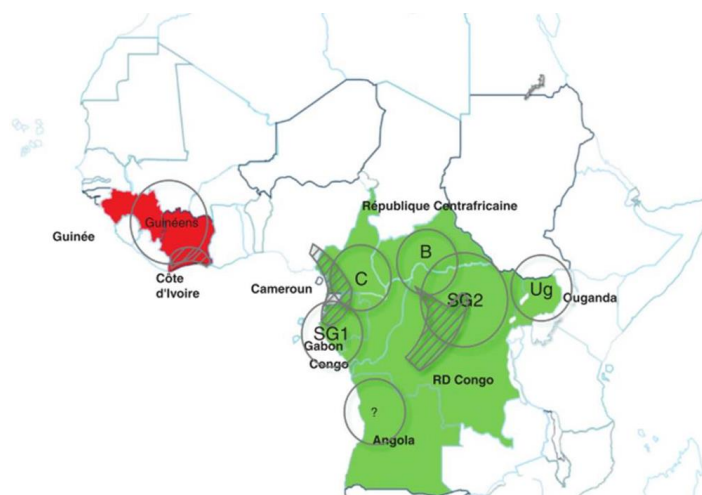 République Centrafricaine
Guinéens
Guinée
B
Côte
d'Ivoire
Cameroun
C
SG2
Ug
Ouganda
SG1
Gabon
Congo
RD Congo
?
Angola